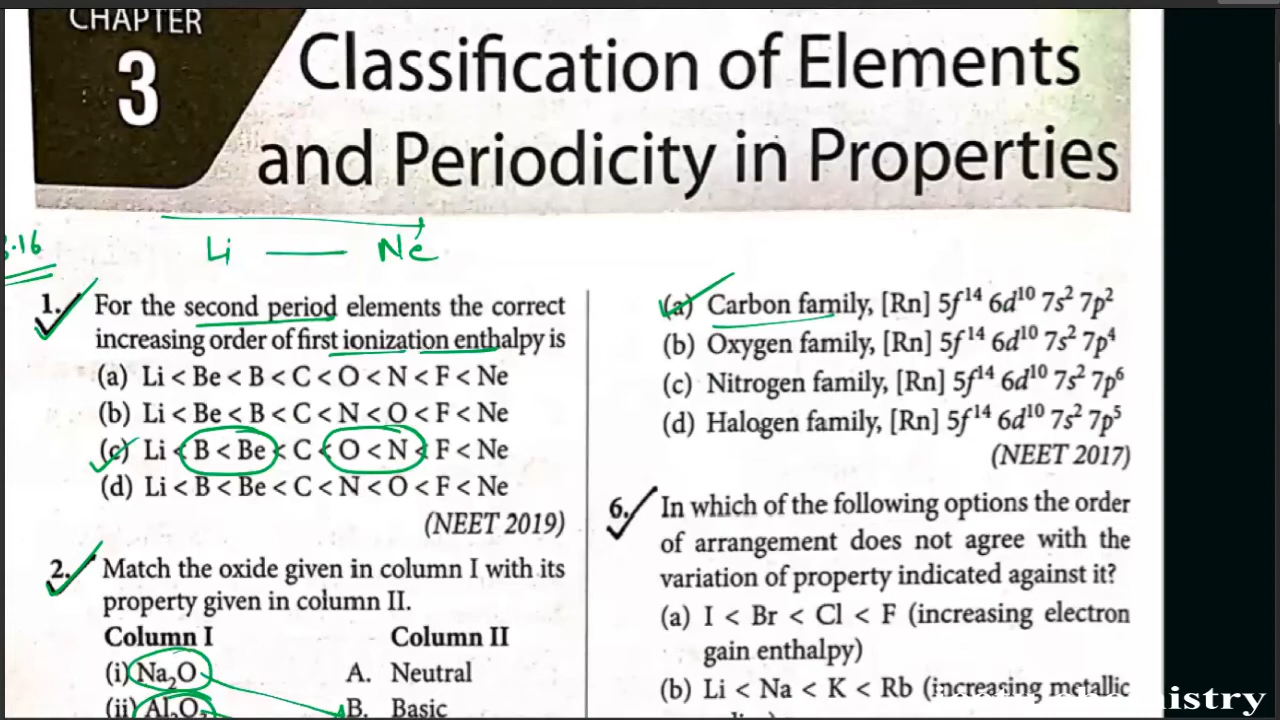 CHAPTER
3
Classification of Elements
and Periodicity in Properties
Li — Ne
1. For the second period elements the correct
increasing order of first ionization enthalpy is
(a) Li < Be < B < C < O < N < F < Ne
(b) Li < Be < B < C < N < O < F < Ne
(c) Li < B < Be < C < O < N < F < Ne
(d) Li < B < Be < C < N < O < F < Ne
(NEET 2019)
2. Match the oxide given in column I with its
property given in column II.
Column I Column II
(i) Na₂O A. Neutral
(ii) Al₂O₃ B. Basic
(a) Carbon family, [Rn] 5f¹⁴ 6d¹⁰ 7s² 7p²
(b) Oxygen family, [Rn] 5f¹⁴ 6d¹⁰ 7s² 7p⁴
(c) Nitrogen family, [Rn] 5f¹⁴ 6d¹⁰ 7s² 7p⁶
(d) Halogen family, [Rn] 5f¹⁴ 6d¹⁰ 7s² 7p⁵
(NEET 2017)
6. In which of the following options the order
of arrangement does not agree with the
variation of property indicated against it?
(a) I < Br < Cl < F (increasing electron
gain enthalpy)
(b) Li < Na < K < Rb (increasing metallic